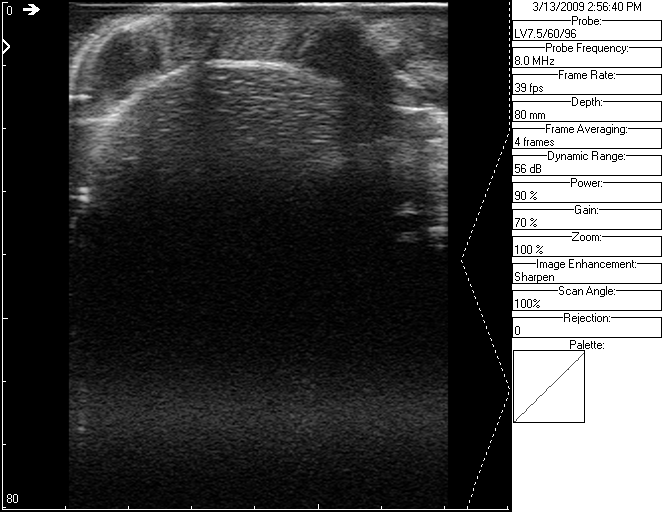 0
80
3/13/2009 2:56:40 PM
Probe:
LV7.5/60/96
Probe Frequency:
8.0 MHz
Frame Rate:
39 fps
Depth:
80 mm
Frame Averaging:
4 frames
Dynamic Range:
56 dB
Power:
90 %
Gain:
70 %
Zoom:
100 %
Image Enhancement:
Sharpen
Scan Angle:
100%
Rejection:
0
Palette: